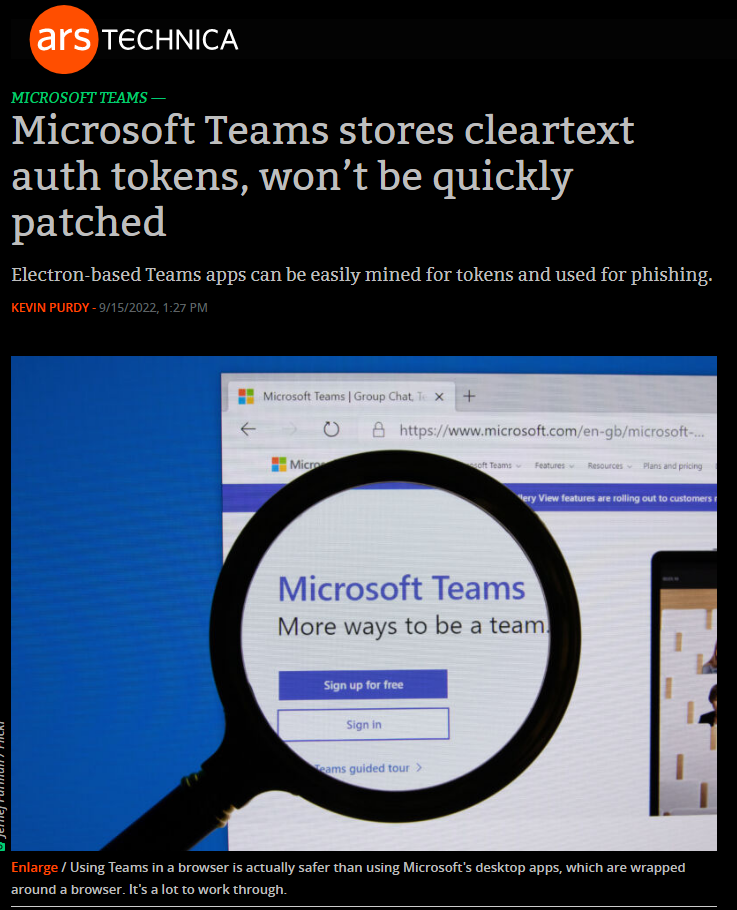 ars TECHNICA
MICROSOFT TEAMS —
Microsoft Teams stores cleartext
auth tokens, won’t be quickly
patched
Electron-based Teams apps can be easily mined for tokens and used for phishing.
KEVIN PURDY - 9/15/2022, 1:27 PM
Microsoft Teams | Group Chat, Te
https://www.microsoft.com/en-gb/microsoft-...
Micro
soft Teams Features Resources Plans and pricing
llery View features are rolling out to customers
Microsoft Teams
More ways to be a team.
Sign up for free
Sign in
Teams guided tour
Enlarge / Using Teams in a browser is actually safer than using Microsoft's desktop apps, which are wrapped
around a browser. It's a lot to work through.